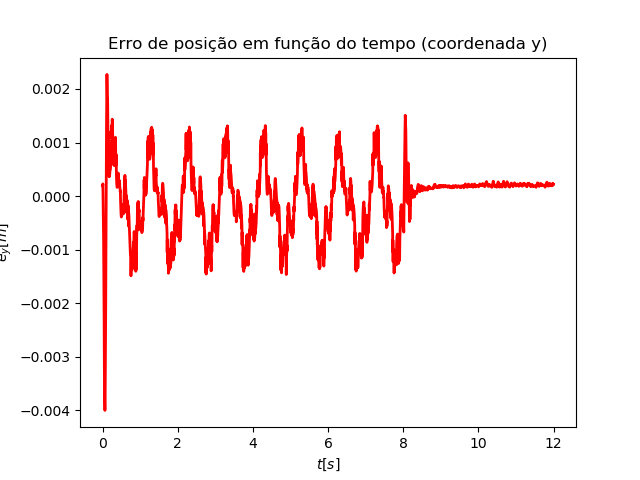 Erro de posição em função do tempo (coordenada y)
0.002
0.001
0.000
−0.001
−0.002
−0.003
−0.004
e_y[m]
0 2 4 6 8 10 12
t[s]